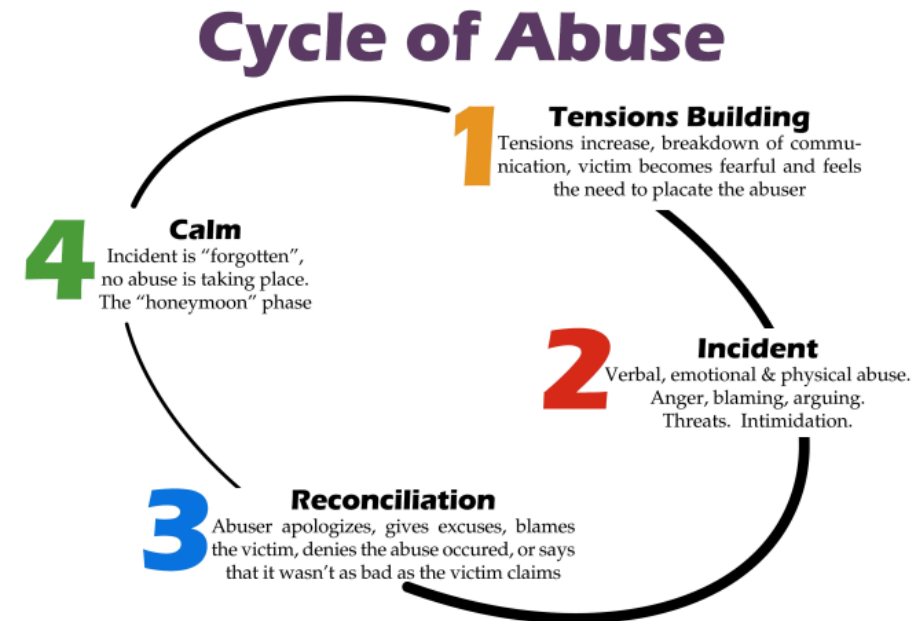 Cycle of Abuse
1
Tensions Building
Tensions increase, breakdown of commu-
nication, victim becomes fearful and feels
the need to placate the abuser
2
Incident
Verbal, emotional & physical abuse.
Anger, blaming, arguing.
Threats. Intimidation.
3
Reconciliation
Abuser apologizes, gives excuses, blames
the victim, denies the abuse occured, or says
that it wasn't as bad as the victim claims
4
Calm
Incident is “forgotten”,
no abuse is taking place.
The “honeymoon” phase